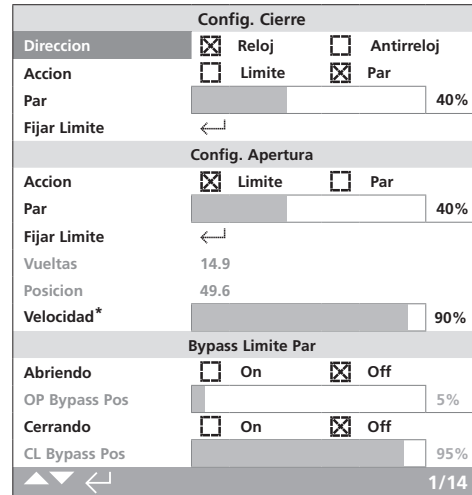 Config. Cierre
Direccion Reloj Antirreloj
Accion Limite Par
Par 40%
Fijar Limite
Config. Apertura
Accion Limite Par
Par 40%
Fijar Limite
Vueltas 14.9
Posicion 49.6
Velocidad* 90%
Bypass Limite Par
Abriendo On Off
OP Bypass Pos 5%
Cerrando On Off
CL Bypass Pos 95%
1/14